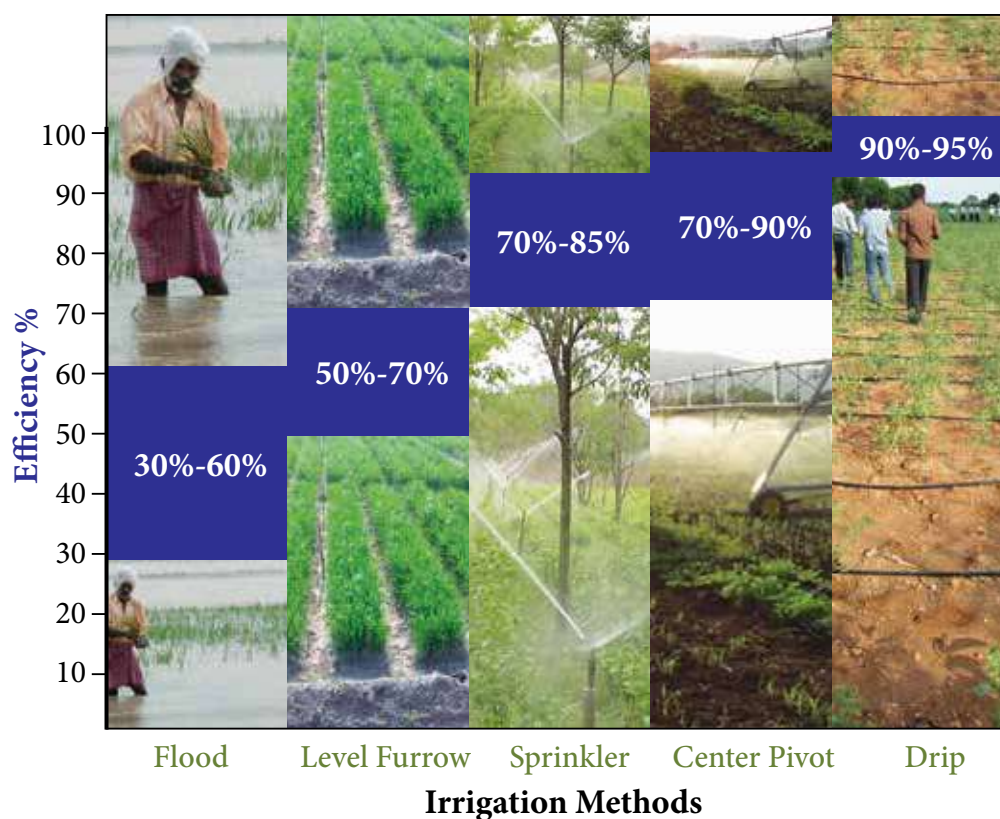 100
90
80
70
60
50
40
30
20
10
Efficiency %
30%-60%
50%-70%
70%-85%
70%-90%
90%-95%
Flood
Level Furrow
Sprinkler
Center Pivot
Drip
Irrigation Methods